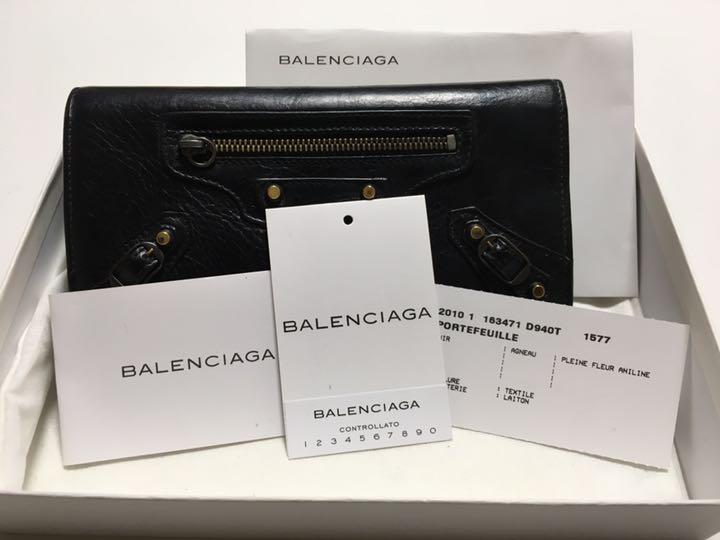 BALENCIAGA
BALENCIAGA
BALENCIAGA
BALENCIAGA
CONTROLLATO
1 2 3 4 5 6 7 8 9 0
2010 1 163471 D940T 1577
PORTEFEUILLE
: AGNEAU : PLEINE FLEUR ANILINE
: TEXTILE
: LAITON